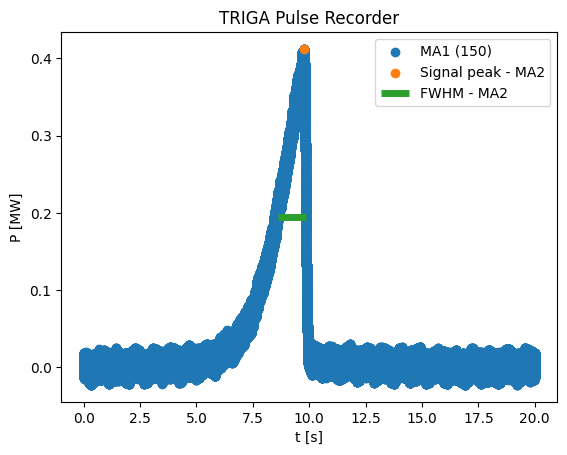 TRIGA Pulse Recorder
MA1 (150)
Signal peak - MA2
FWHM - MA2
P [MW]
0.4
0.3
0.2
0.1
0.0
0.0 2.5 5.0 7.5 10.0 12.5 15.0 17.5 20.0
t [s]